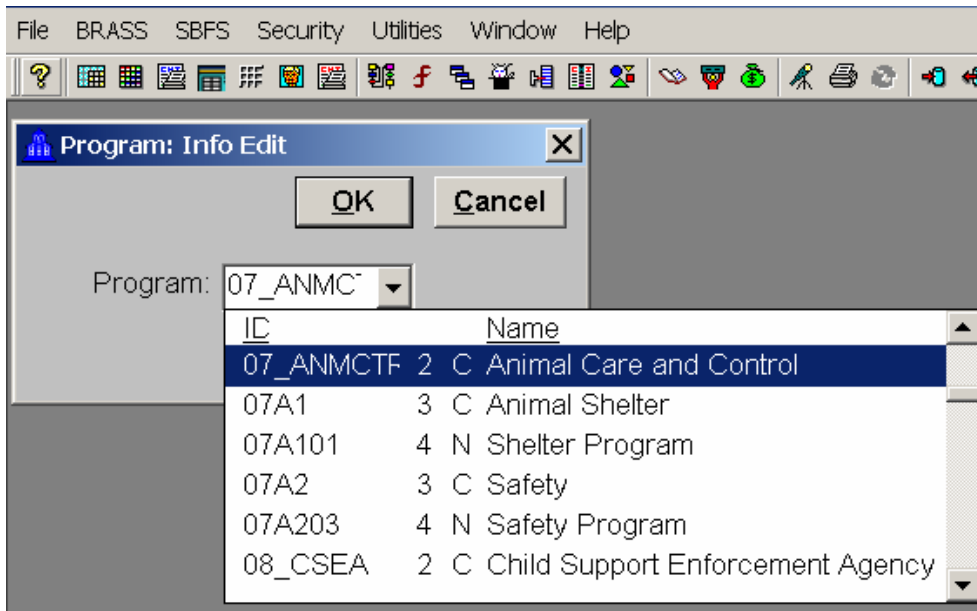 File BRASS SBFS Security Utilities Window Help
Program: Info Edit
OK Cancel
Program: 07_ANMC
ID Name
07_ANMCTR 2 C Animal Care and Control
07A1 3 C Animal Shelter
07A101 4 N Shelter Program
07A2 3 C Safety
07A203 4 N Safety Program
08_CSEA 2 C Child Support Enforcement Agency